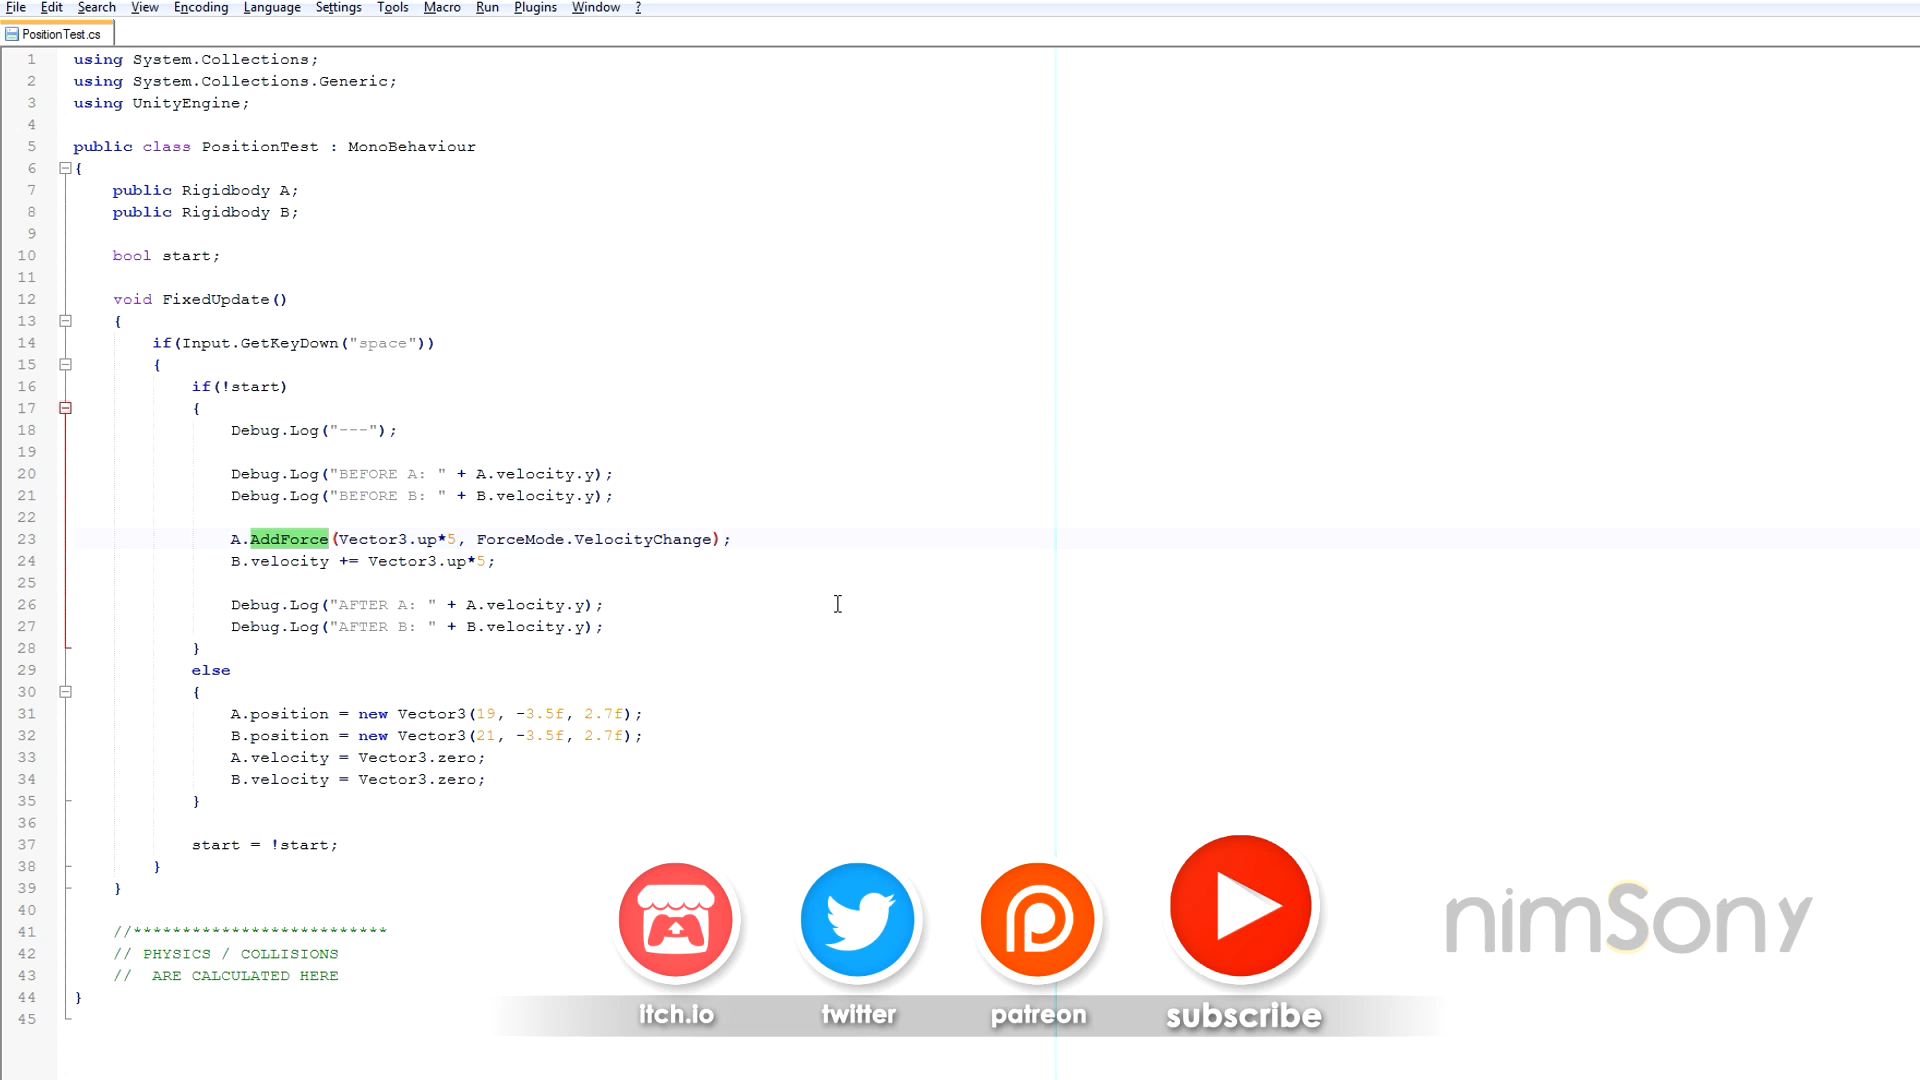 File Edit Search View Encoding Language Settings Tools Macro Run Plugins Window ?
PositionTest.cs
1 using System.Collections;
2 using System.Collections.Generic;
3 using UnityEngine;
4
5 public class PositionTest : MonoBehaviour
6 {
7 public Rigidbody A;
8 public Rigidbody B;
9
10 bool start;
11
12 void FixedUpdate()
13 {
14 if(Input.GetKeyDown("space"))
15 {
16 if(!start)
17 {
18 Debug.Log("---");
19
20 Debug.Log("BEFORE A: " + A.velocity.y);
21 Debug.Log("BEFORE B: " + B.velocity.y);
22
23 A.AddForce(Vector3.up*5, ForceMode.VelocityChange);
24 B.velocity += Vector3.up*5;
25
26 Debug.Log("AFTER A: " + A.velocity.y);
27 Debug.Log("AFTER B: " + B.velocity.y);
28 }
29 else
30 {
31 A.position = new Vector3(19, -3.5f, 2.7f);
32 B.position = new Vector3(21, -3.5f, 2.7f);
33 A.velocity = Vector3.zero;
34 B.velocity = Vector3.zero;
35 }
36
37 start = !start;
38 }
39 }
40
41 //**************************
42 // PHYSICS / COLLISIONS
43 // ARE CALCULATED HERE
44 }
45
nimSony
itch.io twitter patreon subscribe